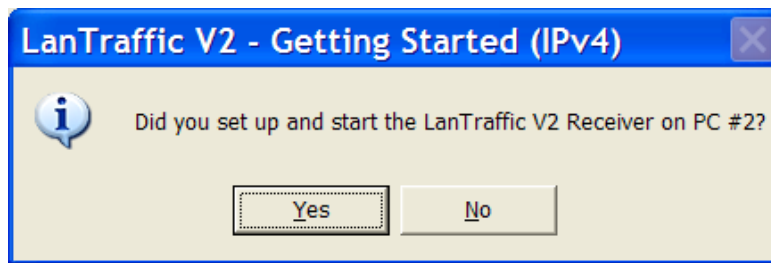 LanTraffic V2 - Getting Started (IPv4)
Did you set up and start the LanTraffic V2 Receiver on PC #2?
Yes
No